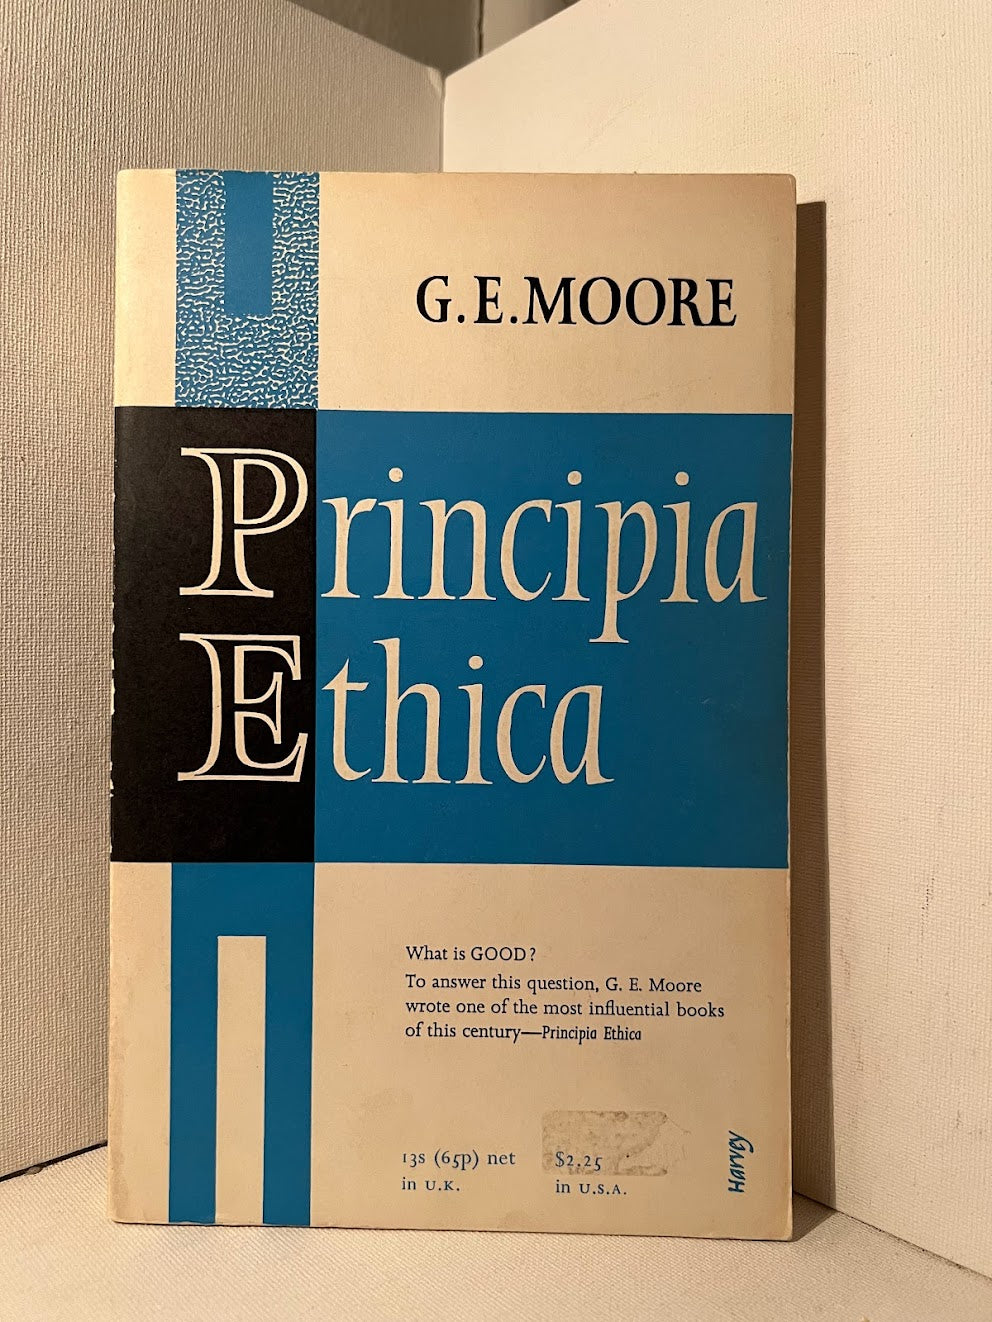 G.E.MOORE
Principia
Ethica
What is GOOD?
To answer this question, G. E. Moore
wrote one of the most influential books
of this century—Principia Ethica
13s (65p) net
in U.K.
$2.25
in U.S.A.
Harvey